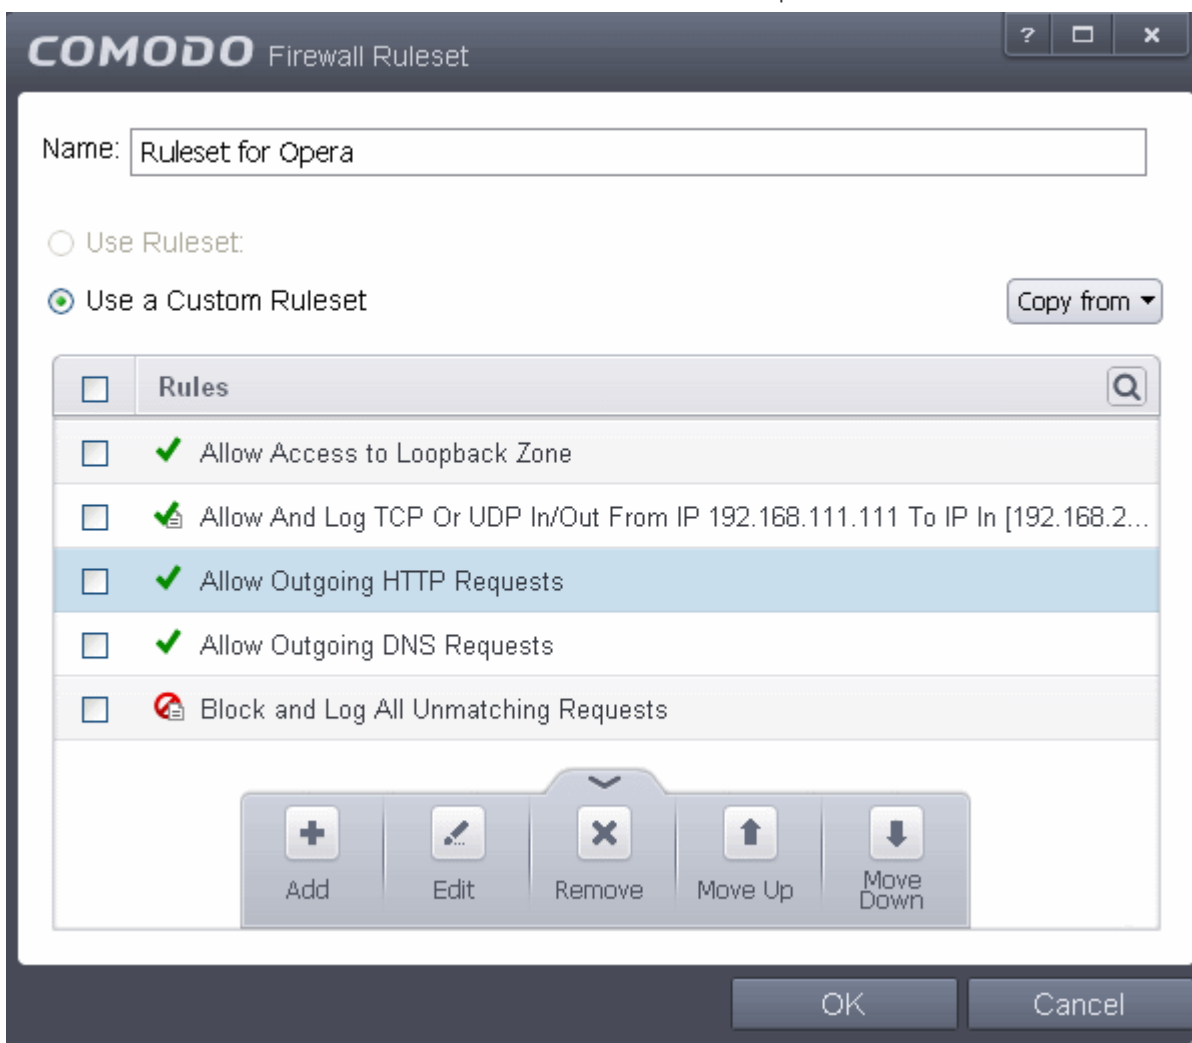 COMODO Firewall Ruleset
Name: Ruleset for Opera
Use Ruleset:
Use a Custom Ruleset Copy from
Rules
Allow Access to Loopback Zone
Allow And Log TCP Or UDP In/Out From IP 192.168.111.111 To IP In [192.168.2...
Allow Outgoing HTTP Requests
Allow Outgoing DNS Requests
Block and Log All Unmatching Requests
Add Edit Remove Move Up Move Down
OK Cancel